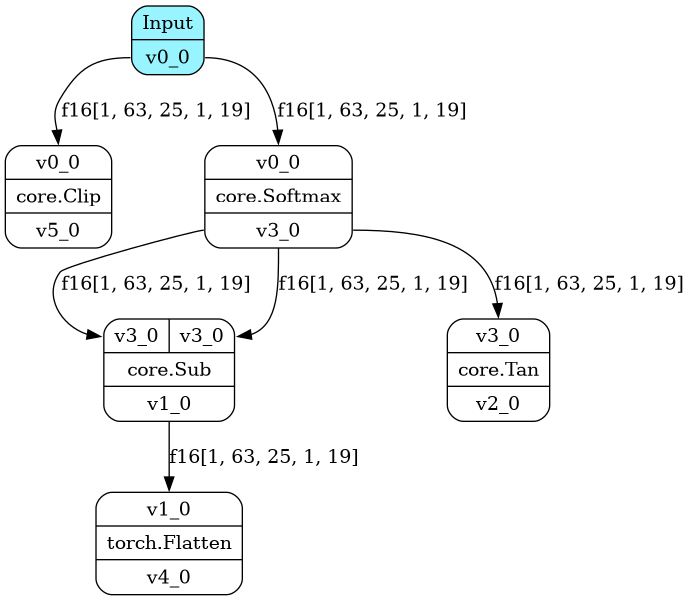 Input
v0_0
f16[1, 63, 25, 1, 19]
f16[1, 63, 25, 1, 19]
v0_0
core.Clip
v5_0
v0_0
core.Softmax
v3_0
f16[1, 63, 25, 1, 19]
f16[1, 63, 25, 1, 19]
f16[1, 63, 25, 1, 19]
v3_0
v3_0
core.Sub
v1_0
v3_0
core.Tan
v2_0
f16[1, 63, 25, 1, 19]
v1_0
torch.Flatten
v4_0